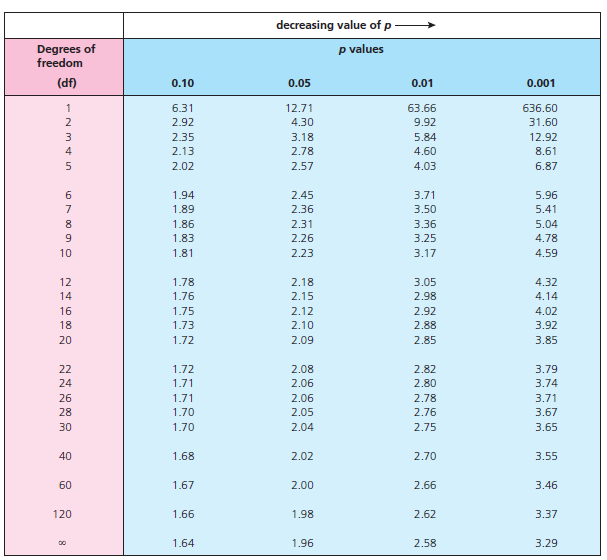 decreasing value of p ⟶
Degrees of freedom (df) p values
0.10 0.05 0.01 0.001
1 6.31 12.71 63.66 636.60
2 2.92 4.30 9.92 31.60
3 2.35 3.18 5.84 12.92
4 2.13 2.78 4.60 8.61
5 2.02 2.57 4.03 6.87
6 1.94 2.45 3.71 5.96
7 1.89 2.36 3.50 5.41
8 1.86 2.31 3.36 5.04
9 1.83 2.26 3.25 4.78
10 1.81 2.23 3.17 4.59
12 1.78 2.18 3.05 4.32
14 1.76 2.15 2.98 4.14
16 1.75 2.12 2.92 4.02
18 1.73 2.10 2.88 3.92
20 1.72 2.09 2.85 3.85
22 1.72 2.08 2.82 3.79
24 1.71 2.06 2.80 3.74
26 1.71 2.06 2.78 3.71
28 1.70 2.05 2.76 3.67
30 1.70 2.04 2.75 3.65
40 1.68 2.02 2.70 3.55
60 1.67 2.00 2.66 3.46
120 1.66 1.98 2.62 3.37
∞ 1.64 1.96 2.58 3.29